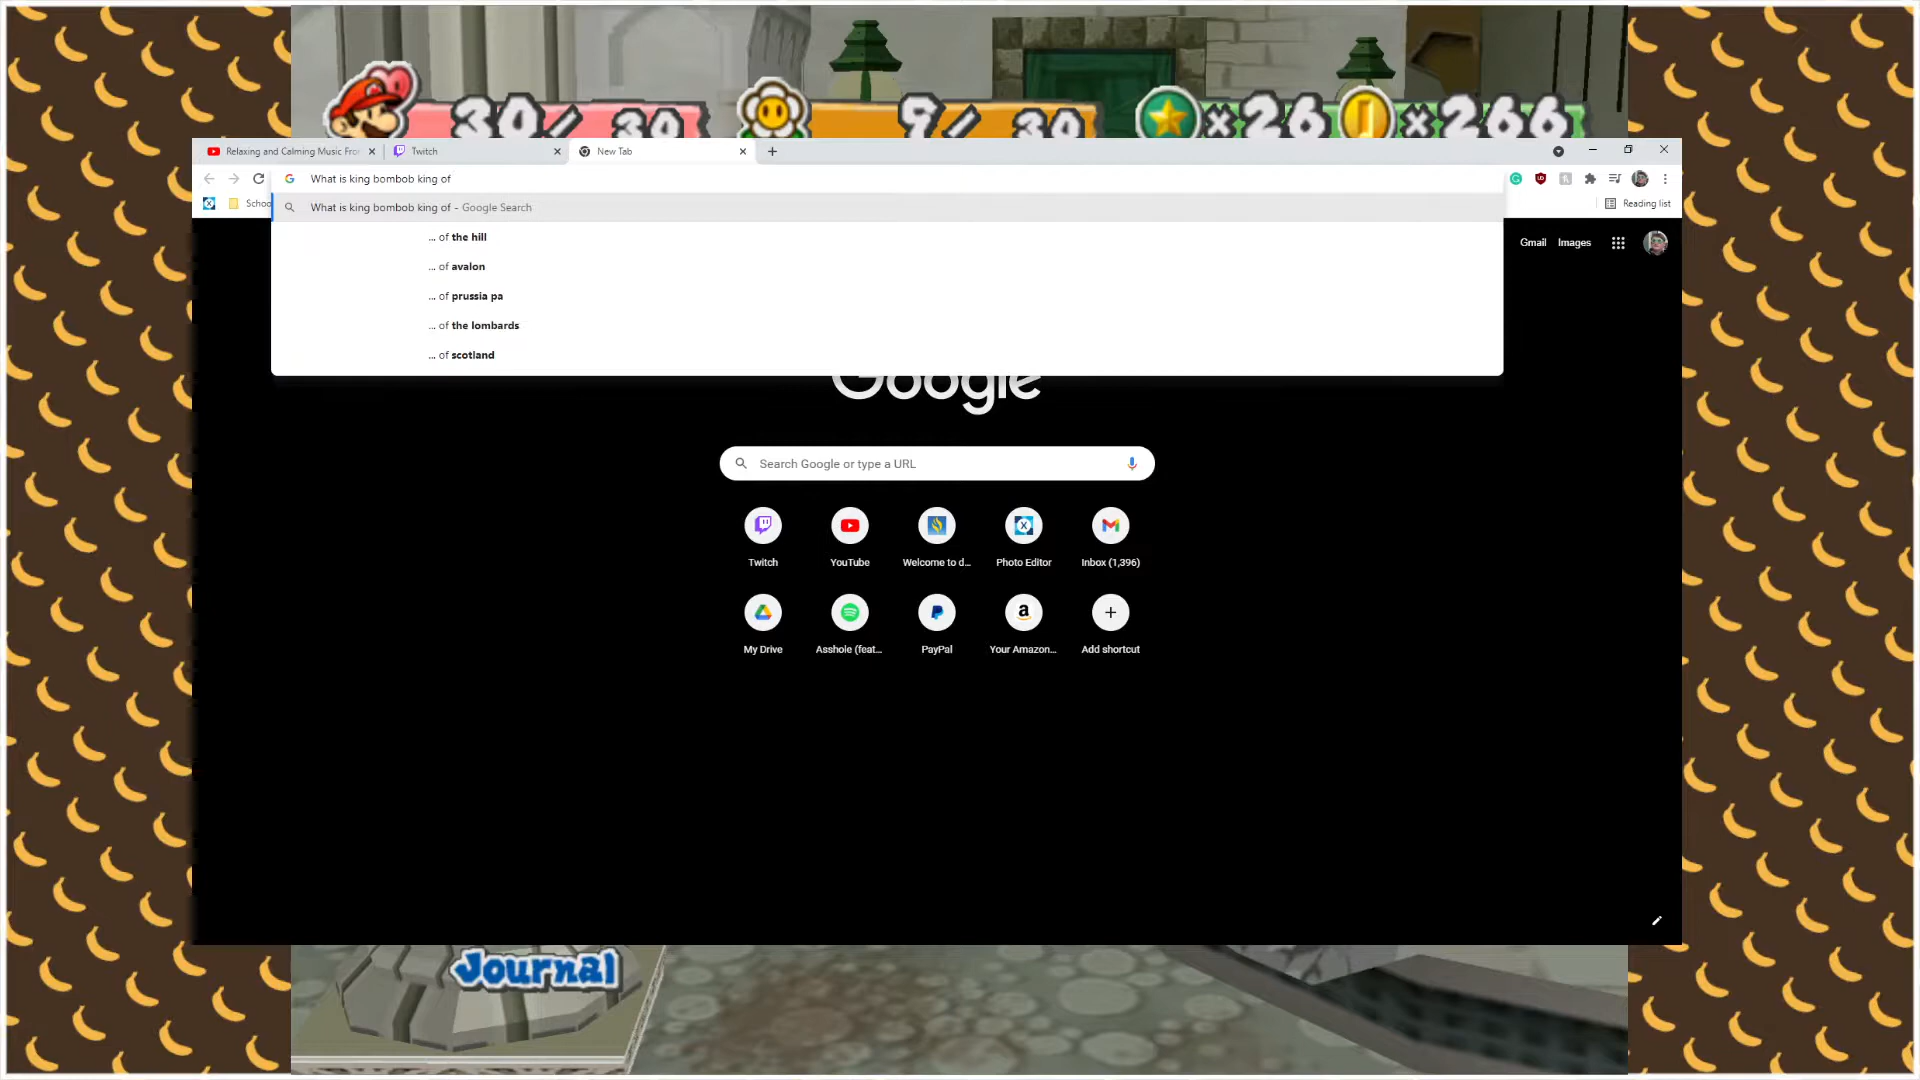 30/30
9/30
×26
×266
Relaxing and Calming Music Fro
Twitch
New Tab
What is king bombob king of
Schoo
Reading list
What is king bombob king of - Google Search
... of the hill
... of avalon
... of prussia pa
... of the lombards
... of scotland
Gmail
Images
Google
Search Google or type a URL
Twitch
YouTube
Welcome to d...
Photo Editor
Inbox (1,396)
My Drive
Asshole (feat...
PayPal
Your Amazon...
Add shortcut
Journal